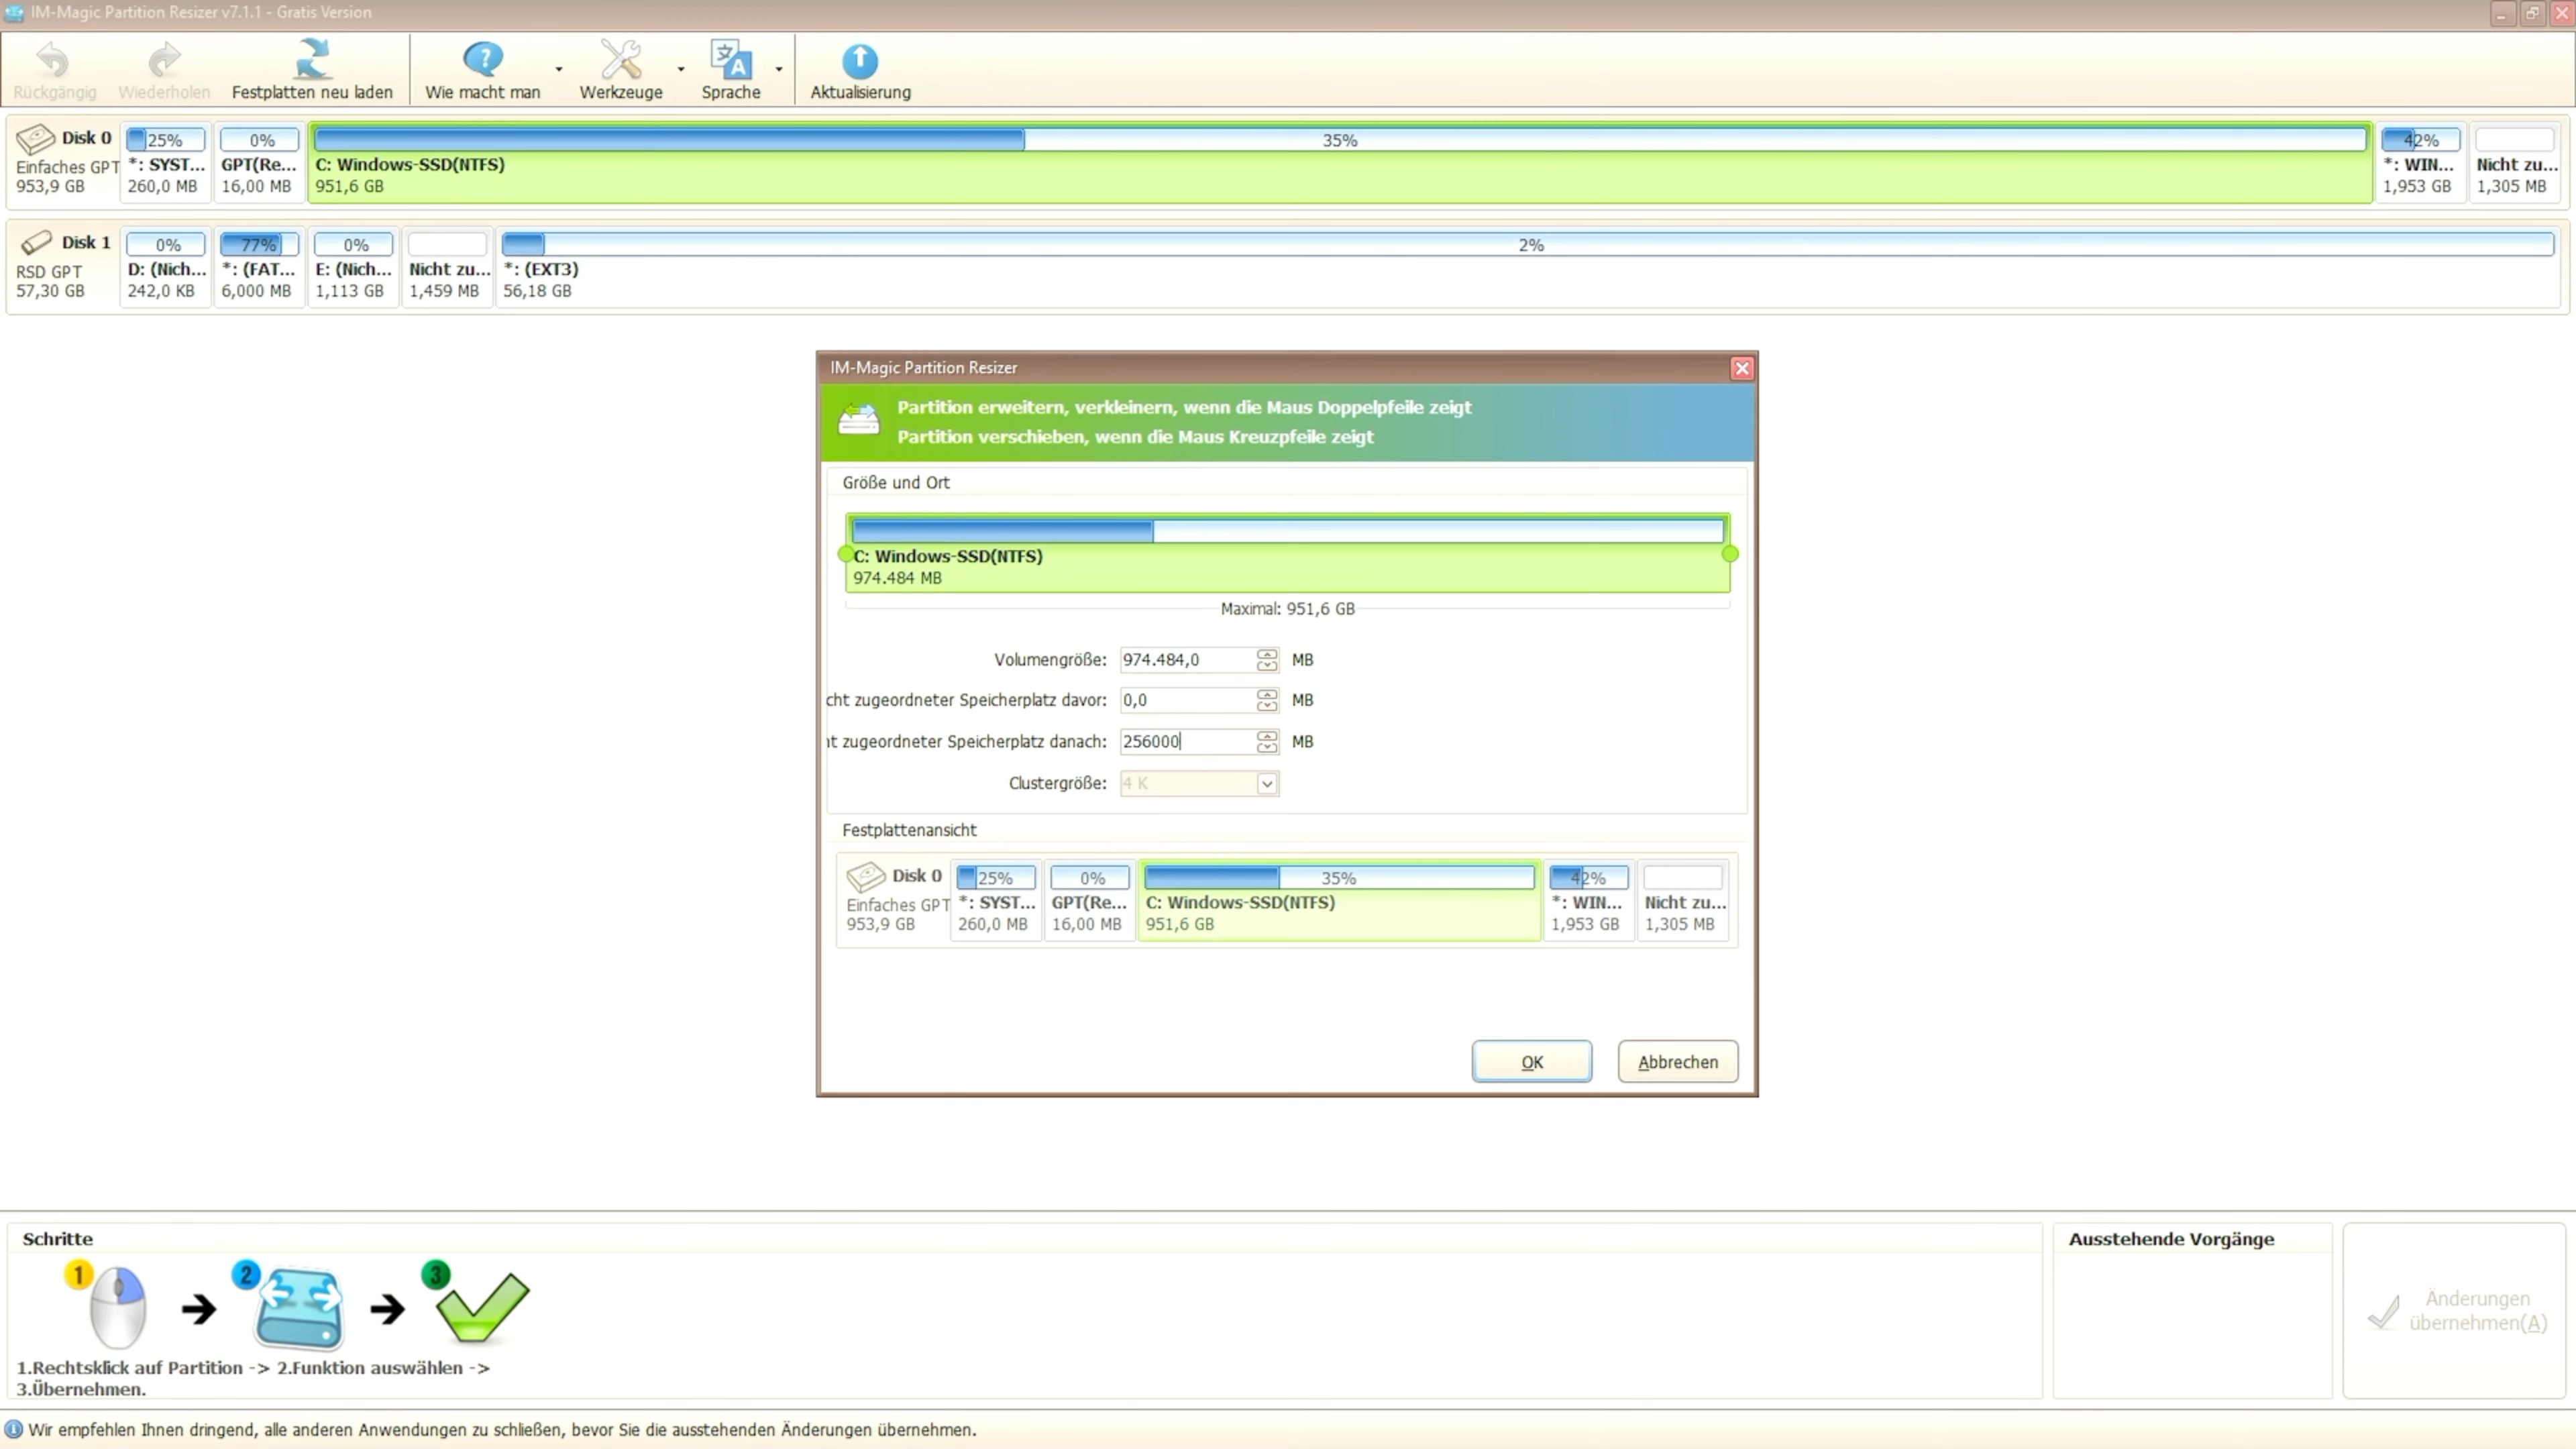 IM-Magic Partition Resizer v7.1.1 - Gratis Version
Rückgängig
Wiederholen
Festplatten neu laden
Wie macht man
Werkzeuge
Sprache
Aktualisierung
Disk 0
Einfaches GPT
953,9 GB
25%
*: SYST...
260,0 MB
0%
GPT(Re...
16,00 MB
35%
C: Windows-SSD(NTFS)
951,6 GB
42%
*: WIN...
1,953 GB
Nicht zu...
1,305 MB
Disk 1
RSD GPT
57,30 GB
0%
D: (Nich...
242,0 KB
77%
*: (FAT...
6,000 MB
0%
E: (Nich...
1,113 GB
Nicht zu...
1,459 MB
2%
*: (EXT3)
56,18 GB
IM-Magic Partition Resizer
Partition erweitern, verkleinern, wenn die Maus Doppelpfeile zeigt
Partition verschieben, wenn die Maus Kreuzpfeile zeigt
Größe und Ort
C: Windows-SSD(NTFS)
974.484 MB
Maximal: 951,6 GB
Volumengröße: 974.484,0 MB
cht zugeordneter Speicherplatz davor: 0,0 MB
nt zugeordneter Speicherplatz danach: 256000 MB
Clustergröße: 4 K
Festplattenansicht
Disk 0
Einfaches GPT
953,9 GB
25%
*: SYST...
260,0 MB
0%
GPT(Re...
16,00 MB
35%
C: Windows-SSD(NTFS)
951,6 GB
42%
*: WIN...
1,953 GB
Nicht zu...
1,305 MB
OK
Abbrechen
Schritte
1
2
3
1.Rechtsklick auf Partition -> 2.Funktion auswählen ->
3.Übernehmen.
Ausstehende Vorgänge
Änderungen
übernehmen(A)
Wir empfehlen Ihnen dringend, alle anderen Anwendungen zu schließen, bevor Sie die ausstehenden Änderungen übernehmen.